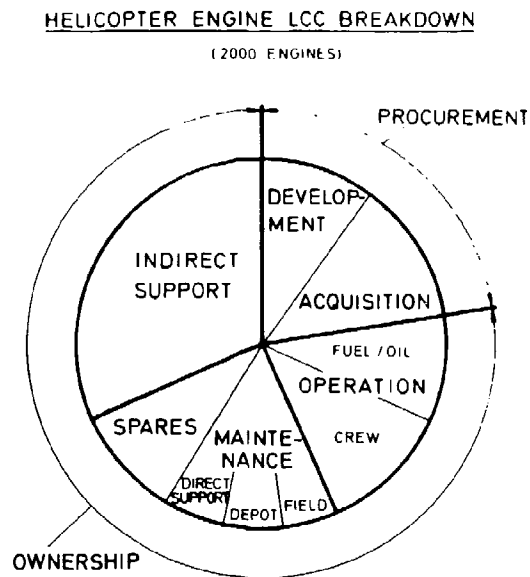 HELICOPTER ENGINE LCC BREAKDOWN
(2000 ENGINES)
PROCUREMENT
DEVELOP-
MENT
INDIRECT
SUPPORT
ACQUISITION
FUEL/OIL
OPERATION
SPARES
MAINTE-
NANCE
CREW
DIRECT
SUPPORT
DEPOT
FIELD
OWNERSHIP